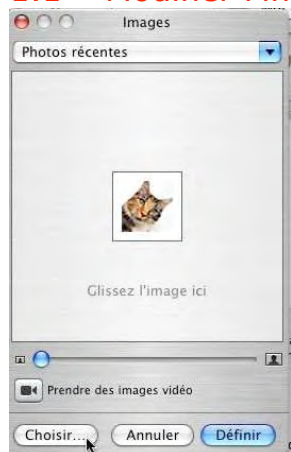 Images
Photos récentes
Glissez l'image ici
Prendre des images vidéo
Choisir...
Annuler
Définir